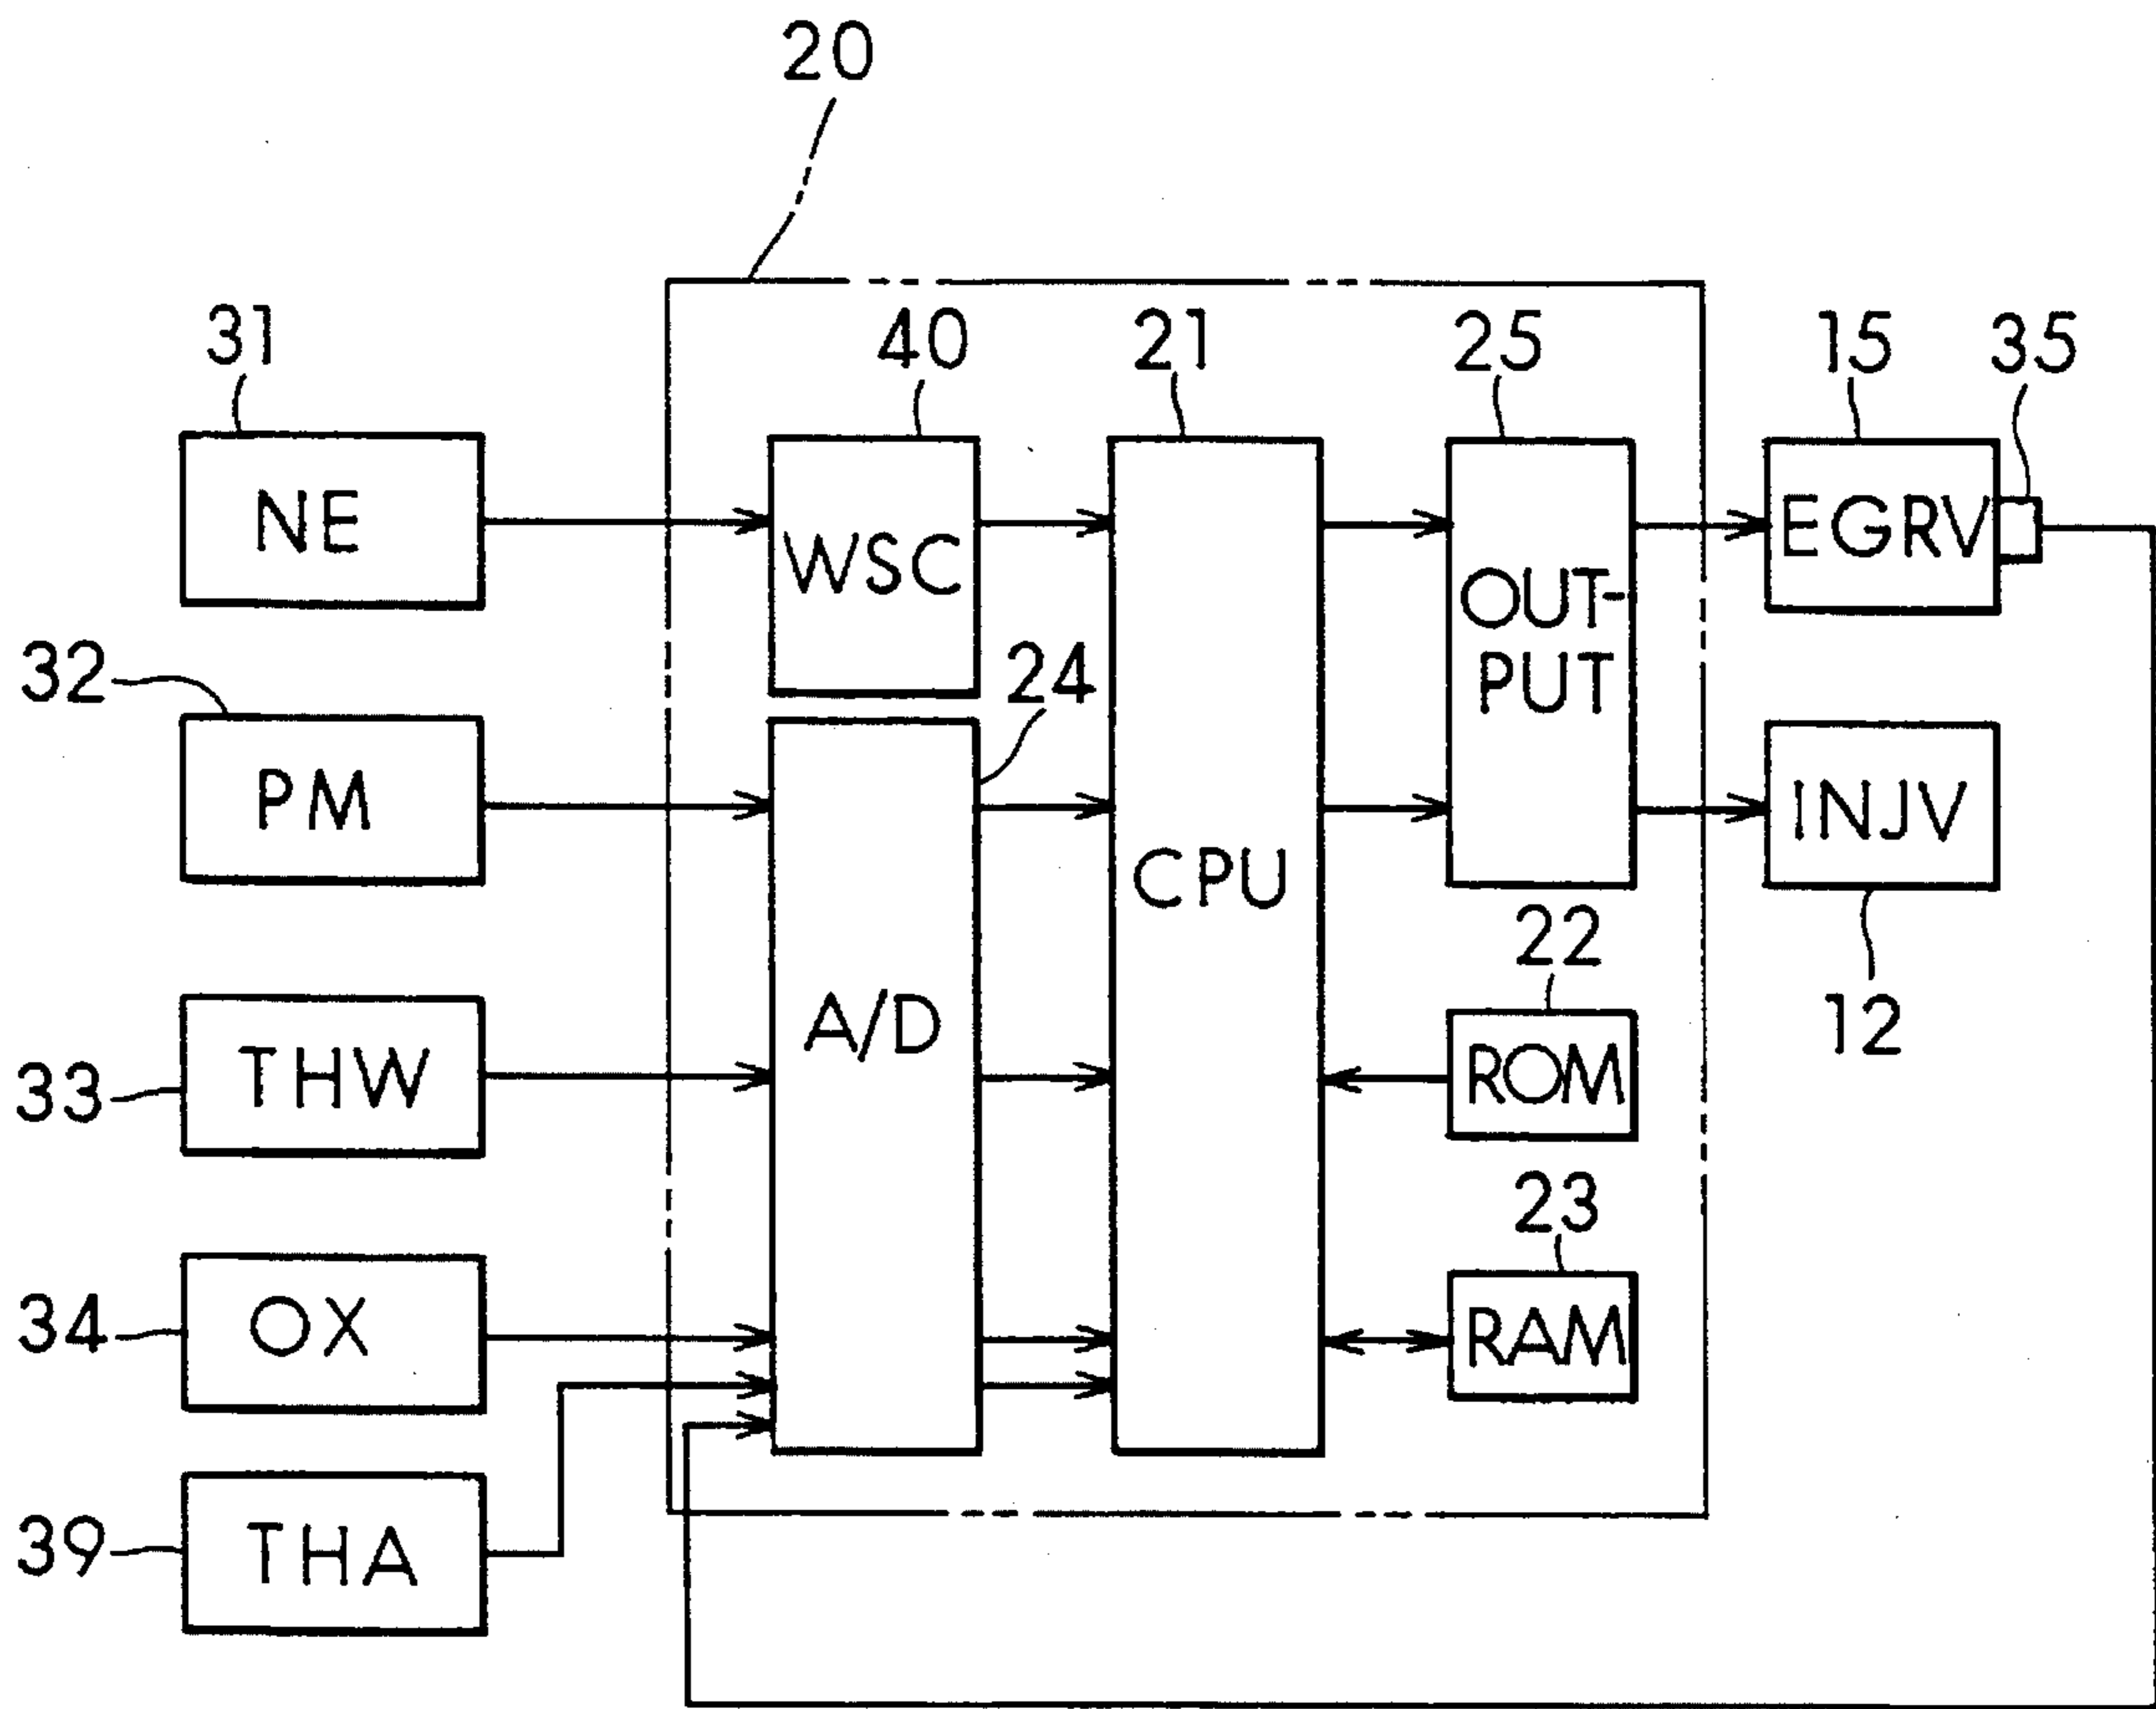 20
31
40
21
25
15
35
NE
WSC
EGRV
OUT-
PUT
32
24
PM
INJV
CPU
22
12
A/D
33
THW
ROM
23
34
OX
RAM
39
THA